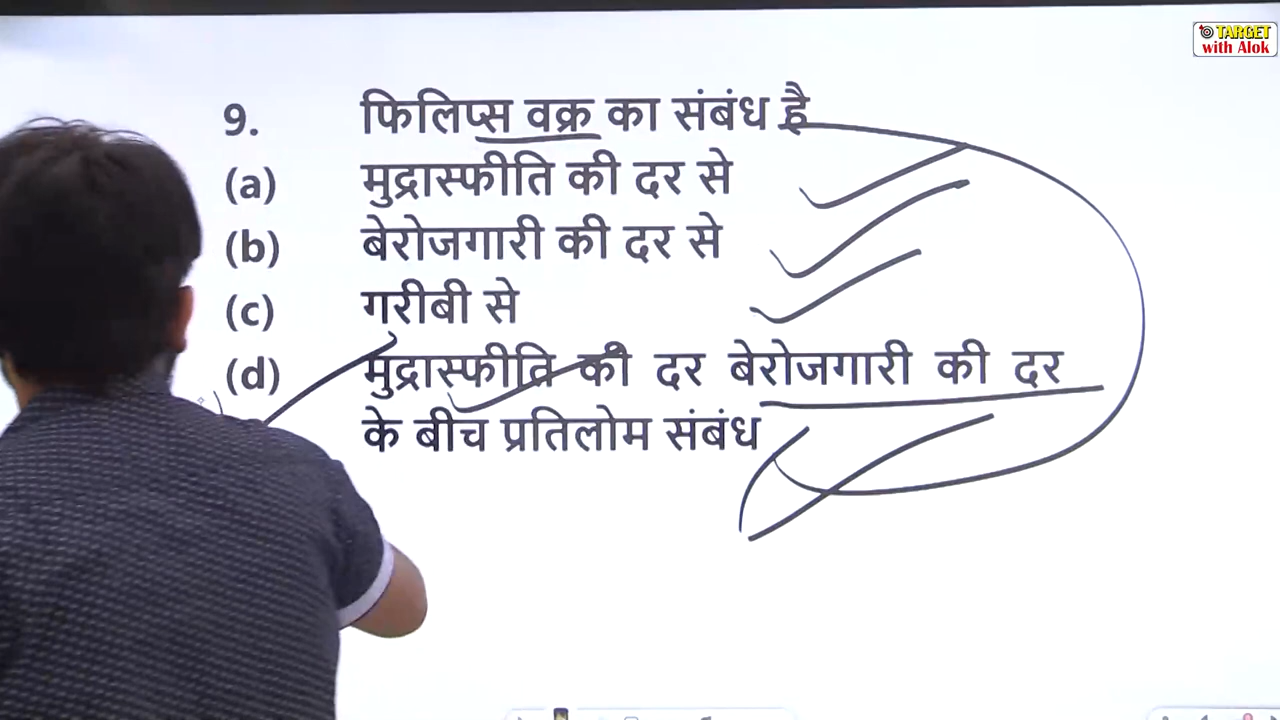 TARGET
with Alok
9. फिलिप्स वक्र का संबंध है
(a) मुद्रास्फीति की दर से
(b) बेरोजगारी की दर से
(c) गरीबी से
(d) मुद्रास्फीति की दर बेरोजगारी की दर
के बीच प्रतिलोम संबंध